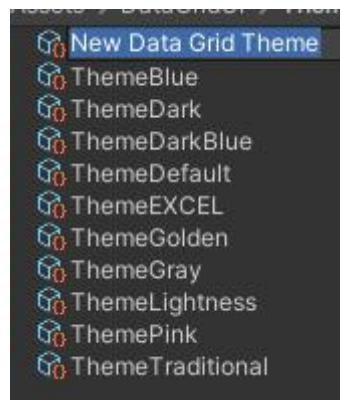 New Data Grid Theme
ThemeBlue
ThemeDark
ThemeDarkBlue
ThemeDefault
ThemeEXCEL
ThemeGolden
ThemeGray
ThemeLightness
ThemePink
ThemeTraditional